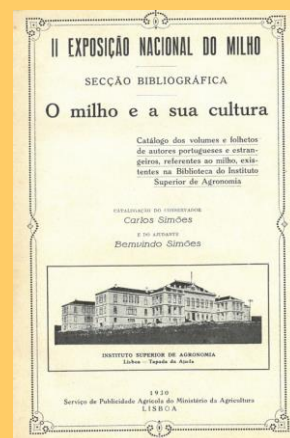 II EXPOSIÇÃO NACIONAL DO MILHO
SECÇÃO BIBLIOGRÁFICA
O milho e a sua cultura
Catálogo dos volumes e folhetos
de autores portugueses e estran-
geiros, referentes ao milho, exis-
tentes na Biblioteca do Instituto
Superior de Agronomia
CATALOGAÇÃO DO CONSERVADOR
Carlos Simões
E DO AJUDANTE
Bemvindo Simões
INSTITUTO SUPERIOR DE AGRONOMIA
Lisboa — Tapada da Ajuda
1930
Serviço de Publicidade Agrícola do Ministério da Agricultura
LISBOA